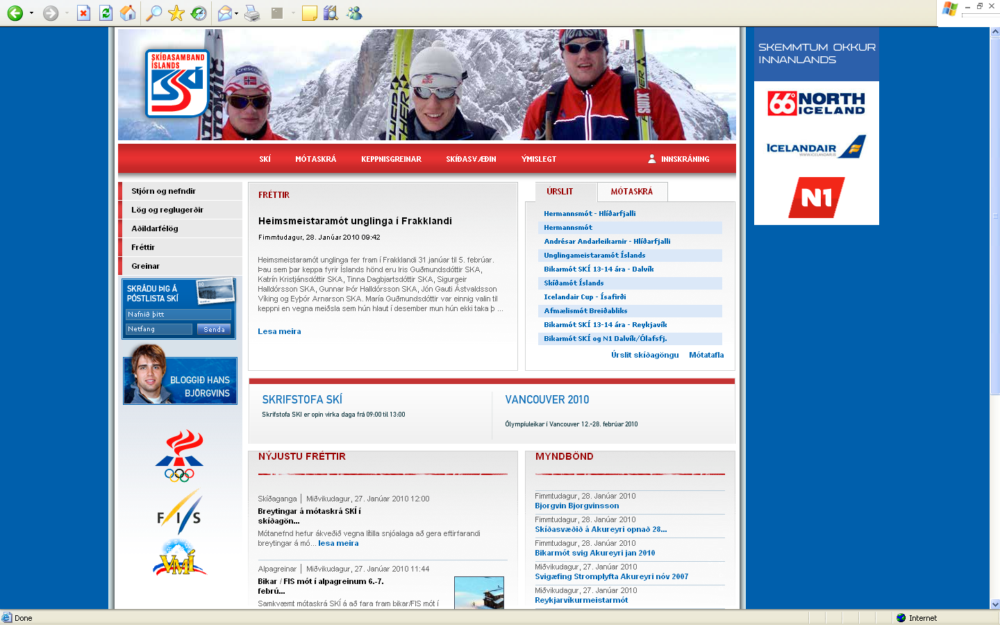 SKÍÐASAMBAND
ÍSLANDS
SKÍ
SKEMMTUM OKKUR
INNANLANDS
66° NORTH
ICELAND
ICELANDAIR
WWW.ICELANDAIR.IS
N1
SKÍ
MÓTASKRÁ
KEPPNISGREINAR
SKÍÐASVÆÐIN
ÝMISLEGT
INNSKRÁNING
Stjórn og nefndir
Lög og reglugerðir
Aðildarfélög
Fréttir
Greinar
SKRÁDU ÞIG Á
PÓSTLISTA SKÍ
Nafnið þitt
Netfang
Senda
BLOGGIÐ HANS
BJÖRGVINS
FIS
VMÍ
FRÉTTIR
Heimsmeistaramót unglinga í Frakklandi
Fimmtudagur, 28. Janúar 2010 09:42
Heimsmeistaramót unglinga fer fram í Frakklandi 31.janúar til 5. febrúar.
Þau sem þar keppa fyrir Íslands hönd eru Iris Guðmundsdóttir SKA,
Katrín Kristjánsdóttir SKA, Tinna Dagbjartsdóttir SKA, Sigurgeir
Halldórsson SKA, Gunnar Þór Halldórsson SKA, Jón Gauti Ástvaldsson
Víking og Eyþór Arnarson SKA. María Guðmundsdóttir var einnig valin til
keppni en vegna meiðsla sem hún hlaut í desember mun hún ekki taka þ ...
Lesa meira
ÚRSLIT
MÓTASKRÁ
Hermannsmót - Hlíðarfjalli
Hermannsmót
Andrésar Andarleikarnir - Hlíðarfjalli
Unglingameistaramót Íslands
Bikarmót SKÍ 13-14 ára - Dalvík
Skíðamót Íslands
Icelandair Cup - Ísafirði
Afmælismót Breiðabliks
Bikarmót SKÍ 13-14 ára - Reykjavík
Bikarmót SKÍ og N1 Dalvík/Ólafsfj.
Úrslit skíðagöngu
Mótatafla
SKRIFSTOFA SKÍ
Skrifstofa SKI er opin virka daga frá 09:00 til 13:00
VANCOUVER 2010
Ólympíuleikar í Vancouver 12.-28. febrúar 2010
NÝJUSTU FRÉTTIR
Skíðaganga | Miðvikudagur, 27. Janúar 2010 12:00
Breytingar á mótaskrá SKÍ í
skíðagön...
Mótanefnd hefur ákveðið vegna lítilla snjóalaga að gera eftirfarandi
breytingar á mó... lesa meira
Alpagreinar | Miðvikudagur, 27. Janúar 2010 11:44
Bikar / FIS mót í alpagreinum 6.-7.
febrú...
Samkvæmt mótaskrá SKÍ á að fara fram bikar/FIS mót í
MYNDBÖND
Fimmtudagur, 28. Janúar 2010
Bjorgvin Bjorgvinsson
Fimmtudagur, 28. Janúar 2010
Skíðasvæðið á Akureyri opnað 28...
Fimmtudagur, 28. Janúar 2010
Bikarmót svig Akureyri jan 2010
Miðvikudagur, 27. Janúar 2010
Svigæfing Stromplyfta Akureyri nóv 2007
Miðvikudagur, 27. Janúar 2010
Reykjarvíkurmeistarmót
Done
Internet